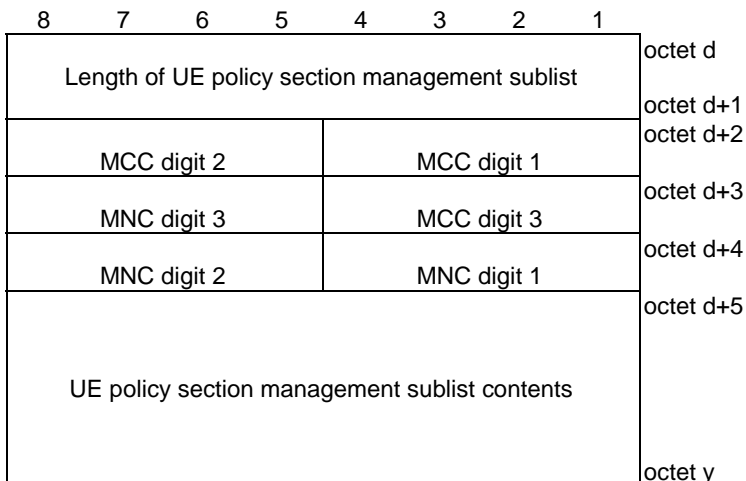 8 7 6 5 4 3 2 1
octet d
Length of UE policy section management sublist
octet d+1
octet d+2
MCC digit 2 MCC digit 1
octet d+3
MNC digit 3 MCC digit 3
octet d+4
MNC digit 2 MNC digit 1
octet d+5
UE policy section management sublist contents
octet y